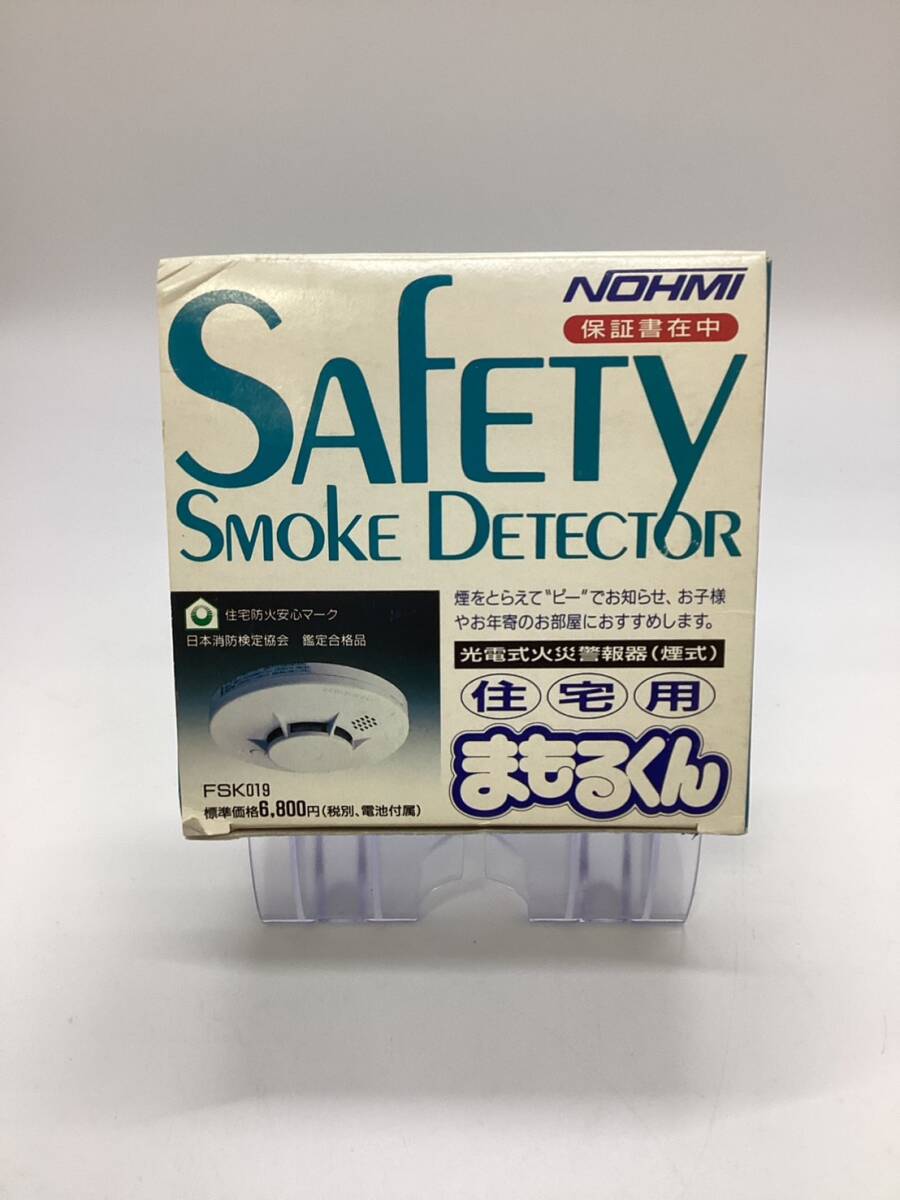 NOHMI
保証書在中
SAfETy
SMOKE DETECTOR
煙をとらえて"ピー"でお知らせ、お子様
やお年寄のお部屋におすすめします。
光電式火災警報器(煙式)
住宅用
まもるくん
住宅防火安心マーク
日本消防検定協会 鑑定合格品
FSK019
標準価格6,800円(税別、電池付属)